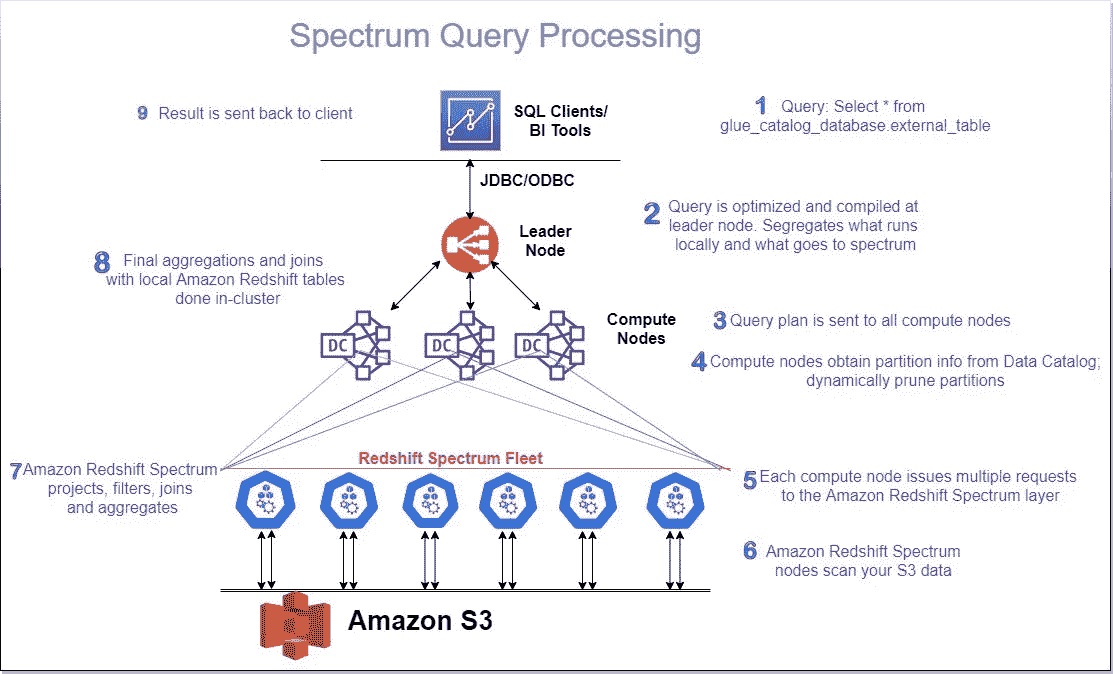 Spectrum Query Processing
9 Result is sent back to client
SQL Clients/
BI Tools
1 Query: Select * from
glue_catalog_database.external_table
JDBC/ODBC
2 Query is optimized and compiled at
leader node. Segregates what runs
locally and what goes to spectrum
Leader
Node
8 Final aggregations and joins
with local Amazon Redshift tables
done in-cluster
Compute
Nodes
3 Query plan is sent to all compute nodes
DC
DC
DC
4 Compute nodes obtain partition info from Data Catalog;
dynamically prune partitions
7 Amazon Redshift Spectrum
projects, filters, joins
and aggregates
Redshift Spectrum Fleet
5 Each compute node issues multiple requests
to the Amazon Redshift Spectrum layer
6 Amazon Redshift Spectrum
nodes scan your S3 data
Amazon S3